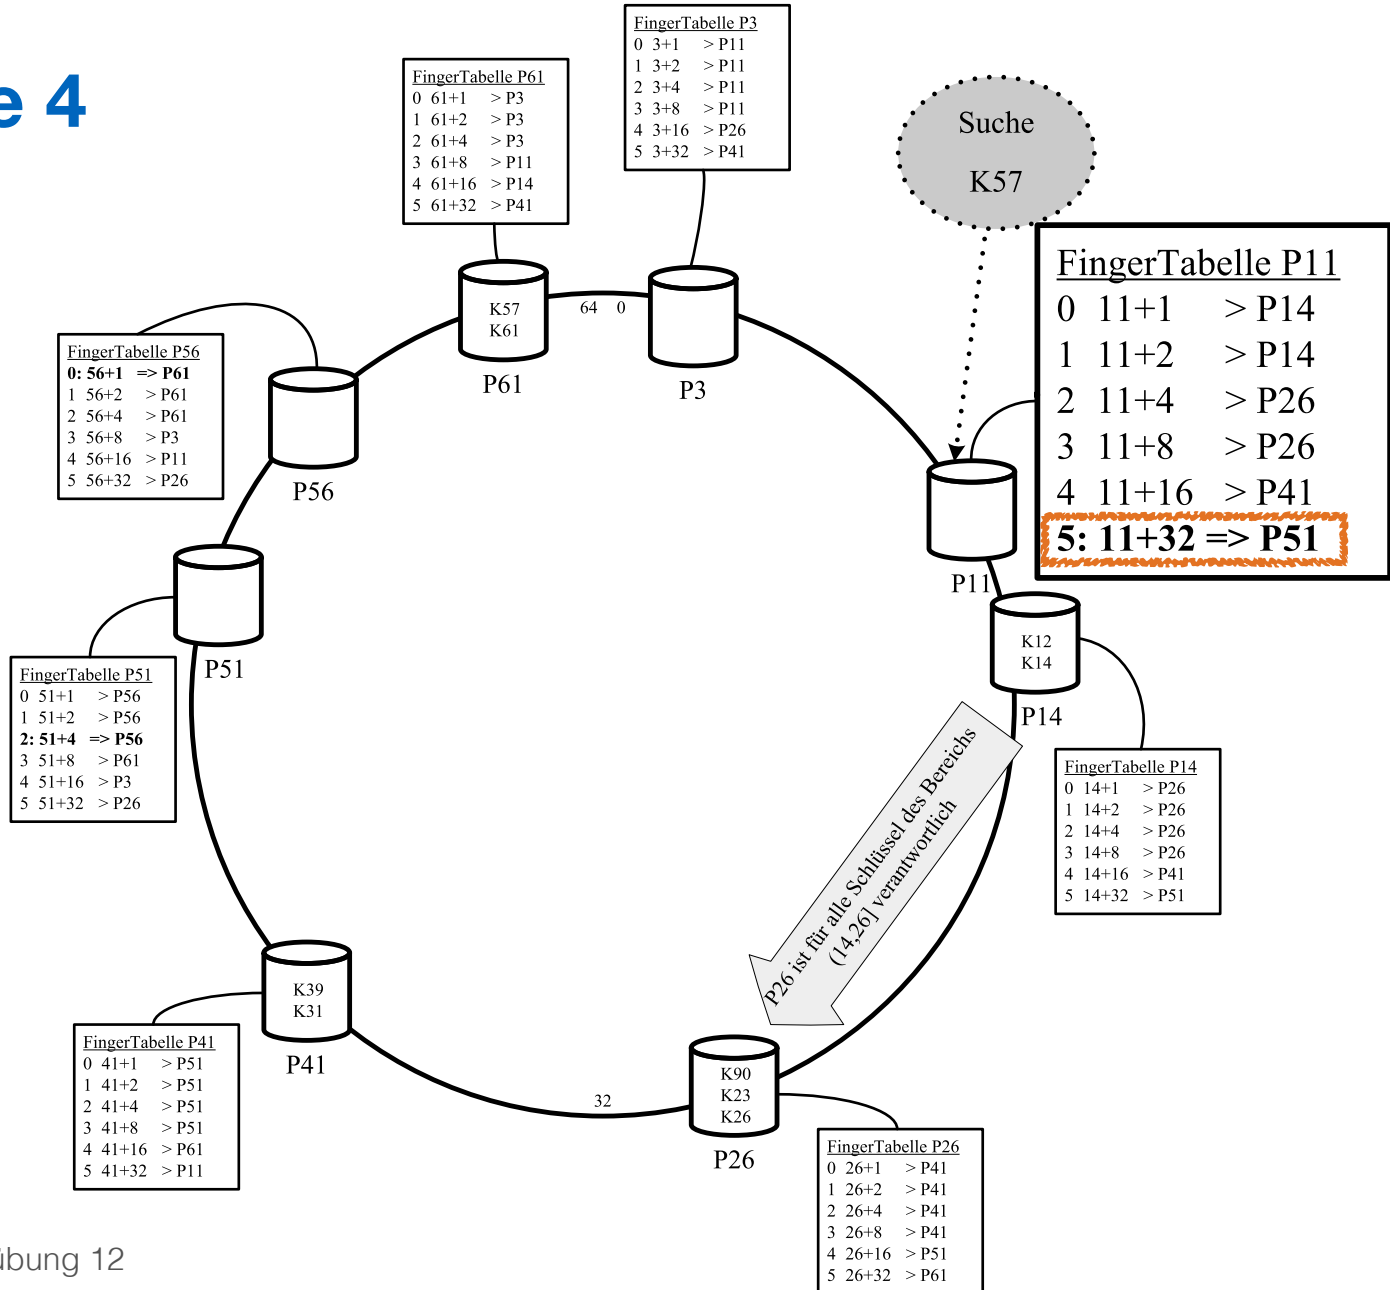 e 4
FingerTabelle P3
0 3+1 > P11
1 3+2 > P11
2 3+4 > P11
3 3+8 > P11
4 3+16 > P26
5 3+32 > P41
FingerTabelle P61
0 61+1 > P3
1 61+2 > P3
2 61+4 > P3
3 61+8 > P11
4 61+16 > P14
5 61+32 > P41
Suche
K57
FingerTabelle P11
0 11+1 > P14
1 11+2 > P14
2 11+4 > P26
3 11+8 > P26
4 11+16 > P41
5: 11+32 => P51
K57
K61
P61
64 0
P3
FingerTabelle P56
0: 56+1 => P61
1 56+2 > P61
2 56+4 > P61
3 56+8 > P3
4 56+16 > P11
5 56+32 > P26
P56
P11
K12
K14
P14
P51
FingerTabelle P51
0 51+1 > P56
1 51+2 > P56
2: 51+4 => P56
3 51+8 > P61
4 51+16 > P3
5 51+32 > P26
FingerTabelle P14
0 14+1 > P26
1 14+2 > P26
2 14+4 > P26
3 14+8 > P26
4 14+16 > P41
5 14+32 > P51
P26 ist für alle Schlüssel des Bereichs
(14,26] verantwortlich
K39
K31
P41
FingerTabelle P41
0 41+1 > P51
1 41+2 > P51
2 41+4 > P51
3 41+8 > P51
4 41+16 > P61
5 41+32 > P11
32
K90
K23
K26
P26
FingerTabelle P26
0 26+1 > P41
1 26+2 > P41
2 26+4 > P41
3 26+8 > P41
4 26+16 > P51
5 26+32 > P61
übung 12